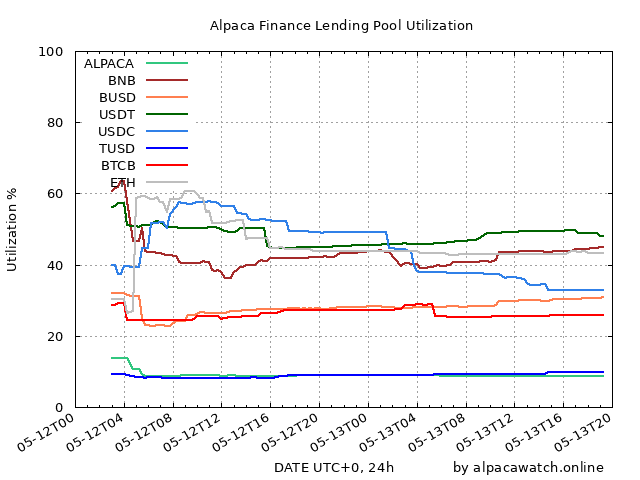 Alpaca Finance Lending Pool Utilization
100
80
60
40
20
0
Utilization %
ALPACA
BNB
BUSD
USDT
USDC
TUSD
BTCB
ETH
05-12T00
05-12T04
05-12T08
05-12T12
05-12T16
05-12T20
05-13T00
05-13T04
05-13T08
05-13T12
05-13T16
05-13T20
DATE UTC+0, 24h
by alpacawatch.online